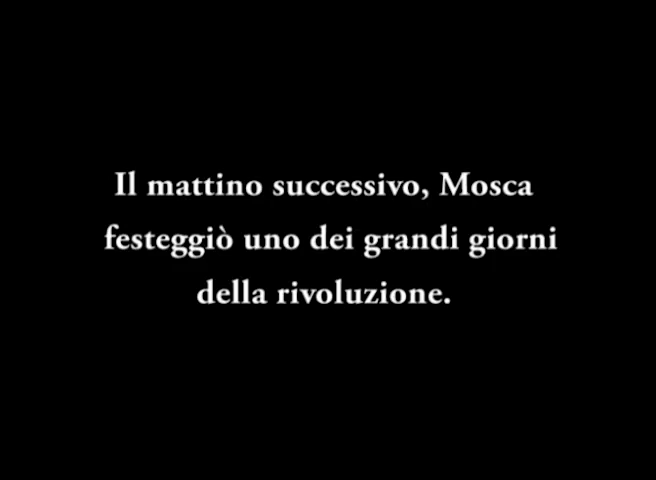 Il mattino successivo, Mosca
festeggiò uno dei grandi giorni
della rivoluzione.